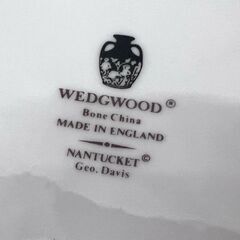 WEDGWOOD®
Bone China
MADE IN ENGLAND
NANTUCKET©
Geo. Davis